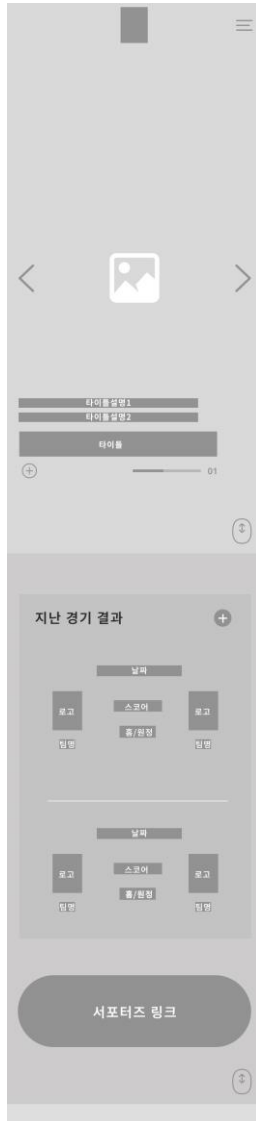 타이틀설명1
타이틀설명2
타이틀
01
지난 경기 결과
날짜
로고 스코어 로고
홈/원정
팀명 팀명
날짜
로고 스코어 로고
홈/원정
팀명 팀명
서포터즈 링크